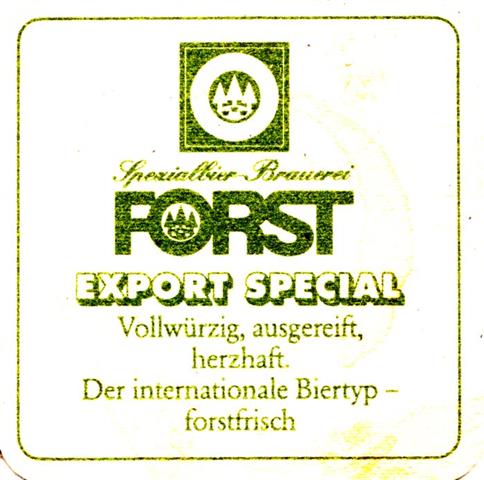 Spezialbier-Brauerei
FORST
EXPORT SPECIAL
Vollwürzig, ausgereift,
herzhaft.
Der internationale Biertyp –
forstfrisch